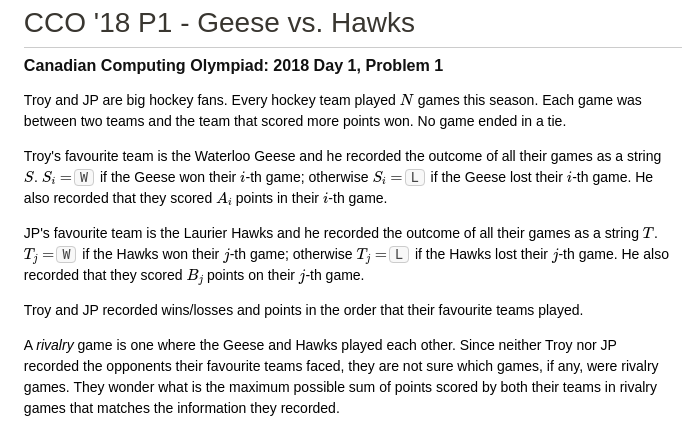 CCO '18 P1 - Geese vs. Hawks
Canadian Computing Olympiad: 2018 Day 1, Problem 1
Troy and JP are big hockey fans. Every hockey team played N games this season. Each game was
between two teams and the team that scored more points won. No game ended in a tie.
Troy's favourite team is the Waterloo Geese and he recorded the outcome of all their games as a string
S. S_i = W if the Geese won their i-th game; otherwise S_i = L if the Geese lost their i-th game. He
also recorded that they scored A_i points in their i-th game.
JP's favourite team is the Laurier Hawks and he recorded the outcome of all their games as a string T.
T_j = W if the Hawks won their j-th game; otherwise T_j = L if the Hawks lost their j-th game. He also
recorded that they scored B_j points on their j-th game.
Troy and JP recorded wins/losses and points in the order that their favourite teams played.
A rivalry game is one where the Geese and Hawks played each other. Since neither Troy nor JP
recorded the opponents their favourite teams faced, they are not sure which games, if any, were rivalry
games. They wonder what is the maximum possible sum of points scored by both their teams in rivalry
games that matches the information they recorded.